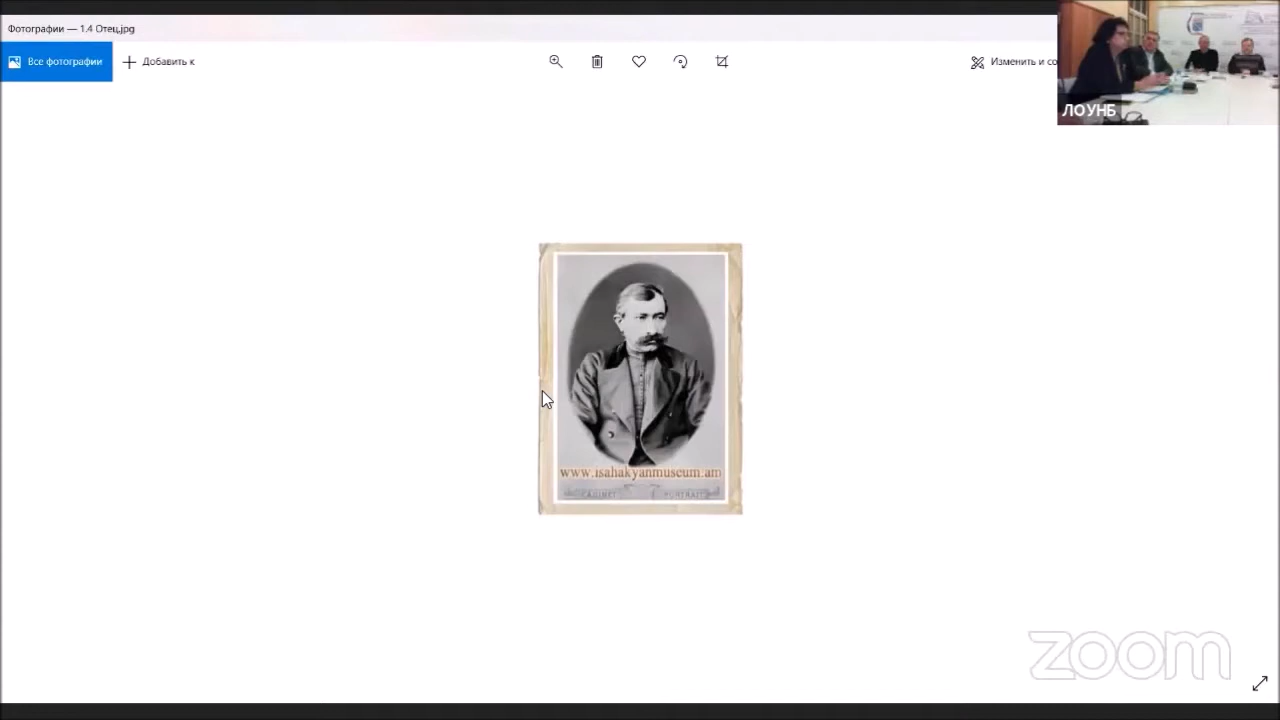 Фотографии — 1.4 Отец.jpg
Все фотографии
Добавить к
Изменить и со
ЛОУНБ
www.isahakyanmuseum.am
CABINET PORTRAIT
zoom